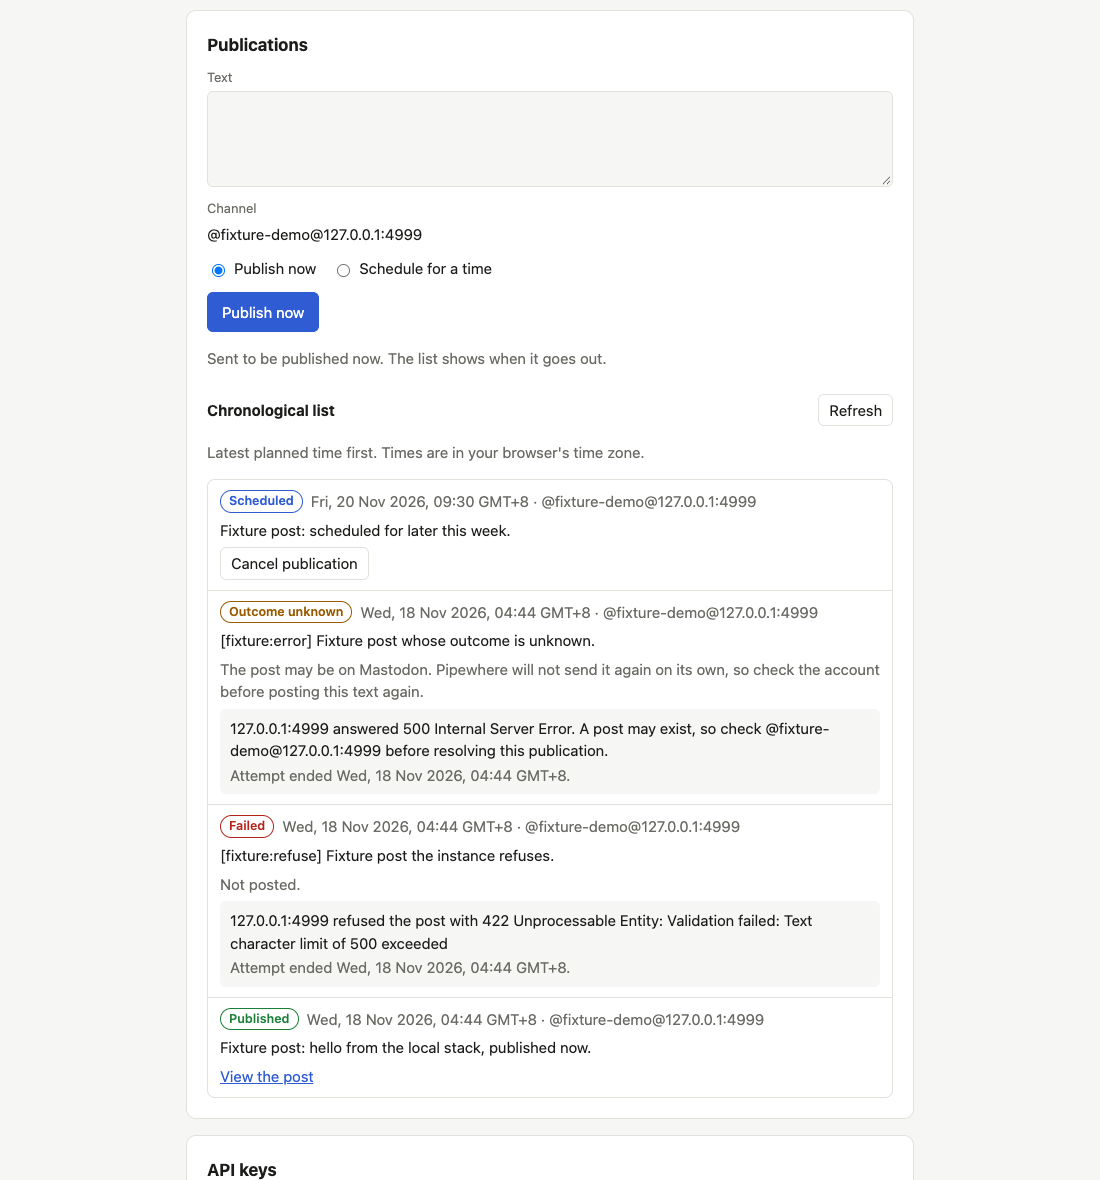 Publications
Text
Channel
@fixture-demo@127.0.0.1:4999
Publish now
Schedule for a time
Publish now
Sent to be published now. The list shows when it goes out.
Chronological list
Refresh
Latest planned time first. Times are in your browser's time zone.
Scheduled Fri, 20 Nov 2026, 09:30 GMT+8 · @fixture-demo@127.0.0.1:4999
Fixture post: scheduled for later this week.
Cancel publication
Outcome unknown Wed, 18 Nov 2026, 04:44 GMT+8 · @fixture-demo@127.0.0.1:4999
[fixture:error] Fixture post whose outcome is unknown.
The post may be on Mastodon. Pipewhere will not send it again on its own, so check the account
before posting this text again.
127.0.0.1:4999 answered 500 Internal Server Error. A post may exist, so check @fixture-
demo@127.0.0.1:4999 before resolving this publication.
Attempt ended Wed, 18 Nov 2026, 04:44 GMT+8.
Failed Wed, 18 Nov 2026, 04:44 GMT+8 · @fixture-demo@127.0.0.1:4999
[fixture:refuse] Fixture post the instance refuses.
Not posted.
127.0.0.1:4999 refused the post with 422 Unprocessable Entity: Validation failed: Text
character limit of 500 exceeded
Attempt ended Wed, 18 Nov 2026, 04:44 GMT+8.
Published Wed, 18 Nov 2026, 04:44 GMT+8 · @fixture-demo@127.0.0.1:4999
Fixture post: hello from the local stack, published now.
View the post
API keys